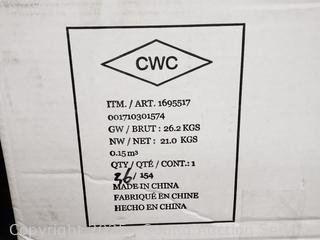 CWC
ITM. / ART. 1695517
001710301574
GW / BRUT : 26.2 KGS
NW / NET : 21.0 KGS
0.15 m³
QTY / QTÉ / CONT.: 1
36/ 154
MADE IN CHINA
FABRIQUÉ EN CHINE
HECHO EN CHINA